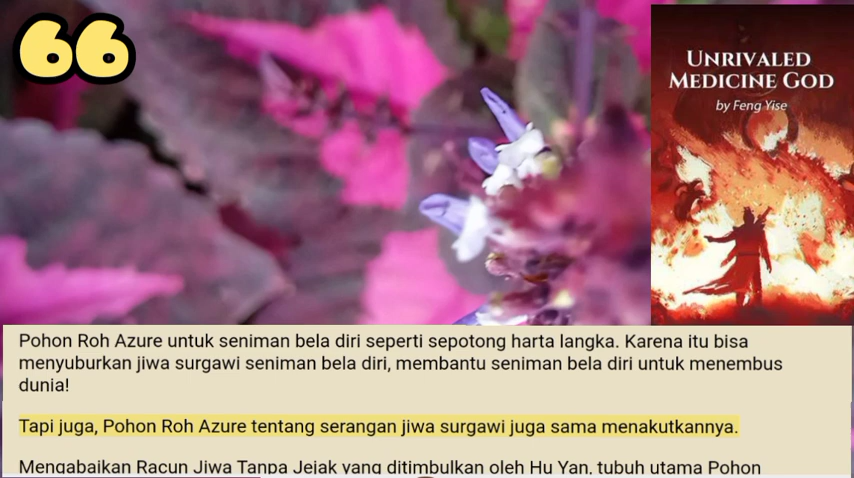 66
UNRIVALED
MEDICINE GOD
by Feng Yise
Pohon Roh Azure untuk seniman bela diri seperti sepotong harta langka. Karena itu bisa
menyuburkan jiwa surgawi seniman bela diri, membantu seniman bela diri untuk menembus
dunia!
Tapi juga, Pohon Roh Azure tentang serangan jiwa surgawi juga sama menakutkannya.
Mengabaikan Racun Jiwa Tanpa Jejak yang ditimbulkan oleh Hu Yan, tubuh utama Pohon